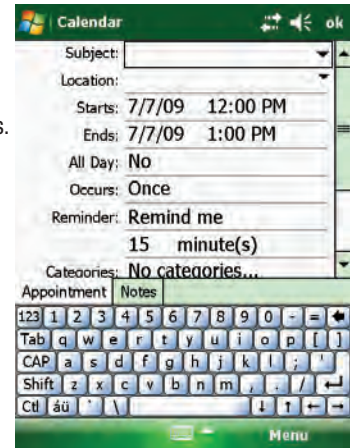 Calendar ok
Subject:
Location:
s.
Starts: 7/7/09 12:00 PM
Ends: 7/7/09 1:00 PM
All Day: No
Occurs: Once
Reminder: Remind me
15 minute(s)
Categories: No categories...
Appointment Notes
123 1 2 3 4 5 6 7 8 9 0 - =
Tab q w e r t y u i o p [ ]
CAP a s d f g h j k l ; '
Shift z x c v b n m , . /
Ctl áü ` \
Menu